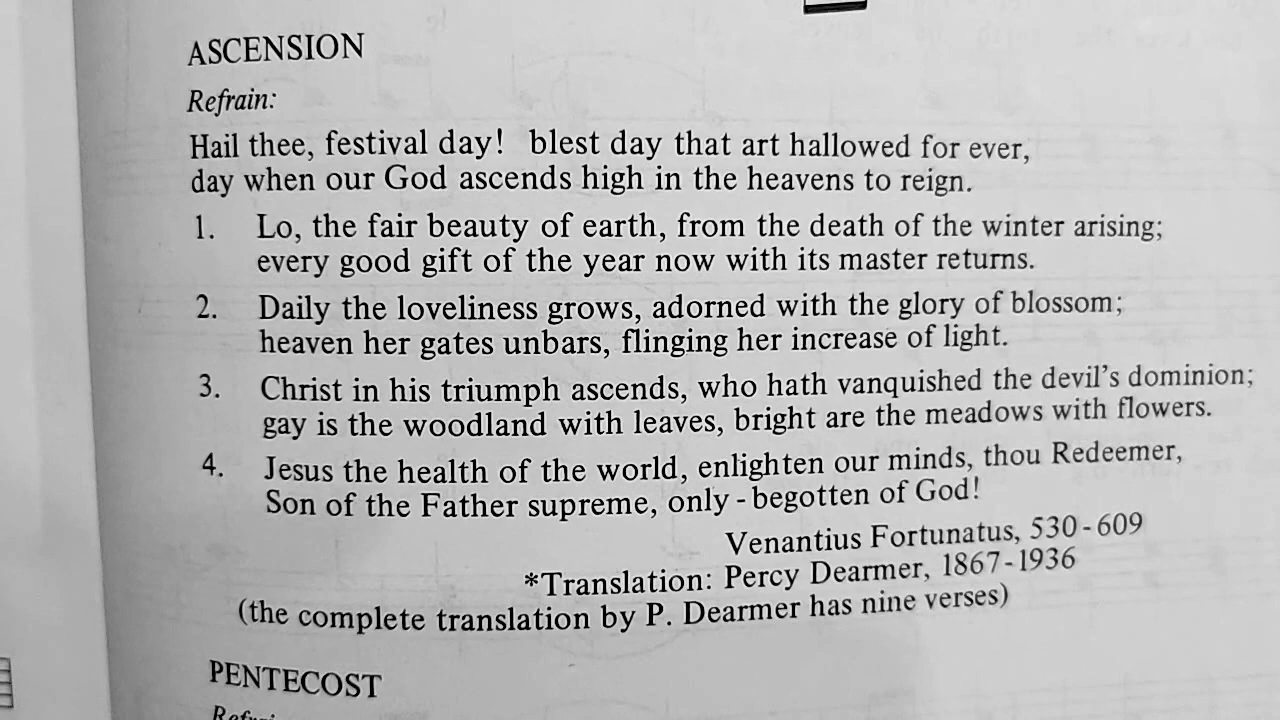 ASCENSION
Refrain:
Hail thee, festival day! blest day that art hallowed for ever,
day when our God ascends high in the heavens to reign.
1. Lo, the fair beauty of earth, from the death of the winter arising;
every good gift of the year now with its master returns.
2. Daily the loveliness grows, adorned with the glory of blossom;
heaven her gates unbars, flinging her increase of light.
3. Christ in his triumph ascends, who hath vanquished the devil's dominion;
gay is the woodland with leaves, bright are the meadows with flowers.
4. Jesus the health of the world, enlighten our minds, thou Redeemer,
Son of the Father supreme, only-begotten of God!
Venantius Fortunatus, 530-609
*Translation: Percy Dearmer, 1867-1936
(the complete translation by P. Dearmer has nine verses)
PENTECOST